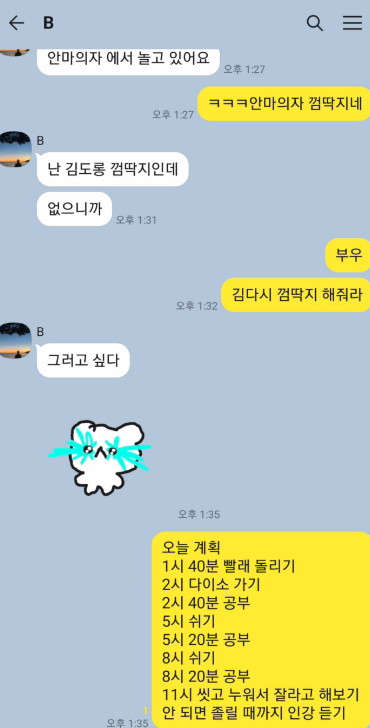 B
안마의자 에서 놀고 있어요
오후 1:27
ㅋㅋㅋ안마의자 껌딱지네
오후 1:27
B
난 김도롱 껌딱지인데
없으니까
오후 1:31
부우
김다시 껌딱지 해줘라
오후 1:32
B
그러고 싶다
오후 1:35
오늘 계획
1시 40분 빨래 돌리기
2시 다이소 가기
2시 40분 공부
5시 쉬기
5시 20분 공부
8시 쉬기
8시 20분 공부
11시 씻고 누워서 잘라고 해보기
안 되면 졸릴 때까지 인강 듣기
1
오후 1:35